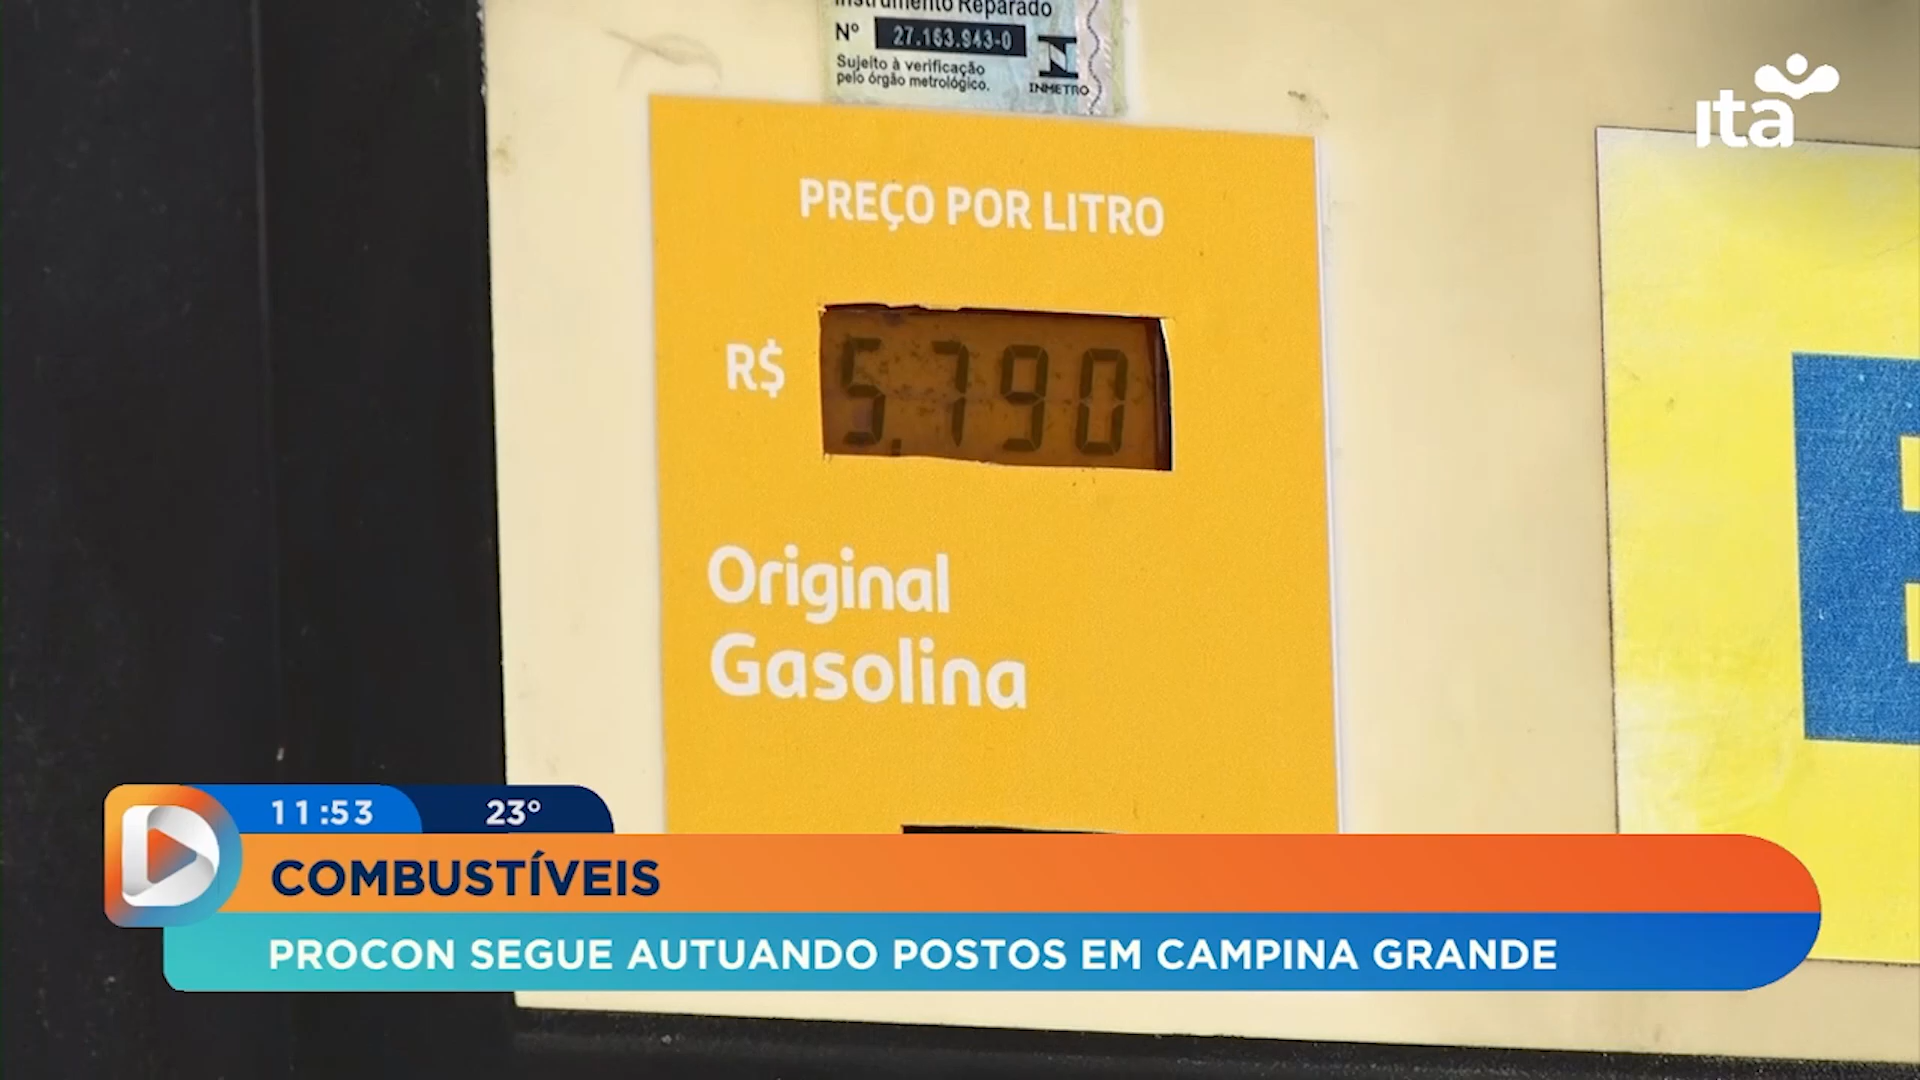 Instrumento Reparado
Nº 27.163.943-0
Sujeito à verificação
pelo órgão metrológico.
INMETRO
ita
PREÇO POR LITRO
R$ 5,790
Original
Gasolina
11:53 23°
COMBUSTÍVEIS
PROCON SEGUE AUTUANDO POSTOS EM CAMPINA GRANDE